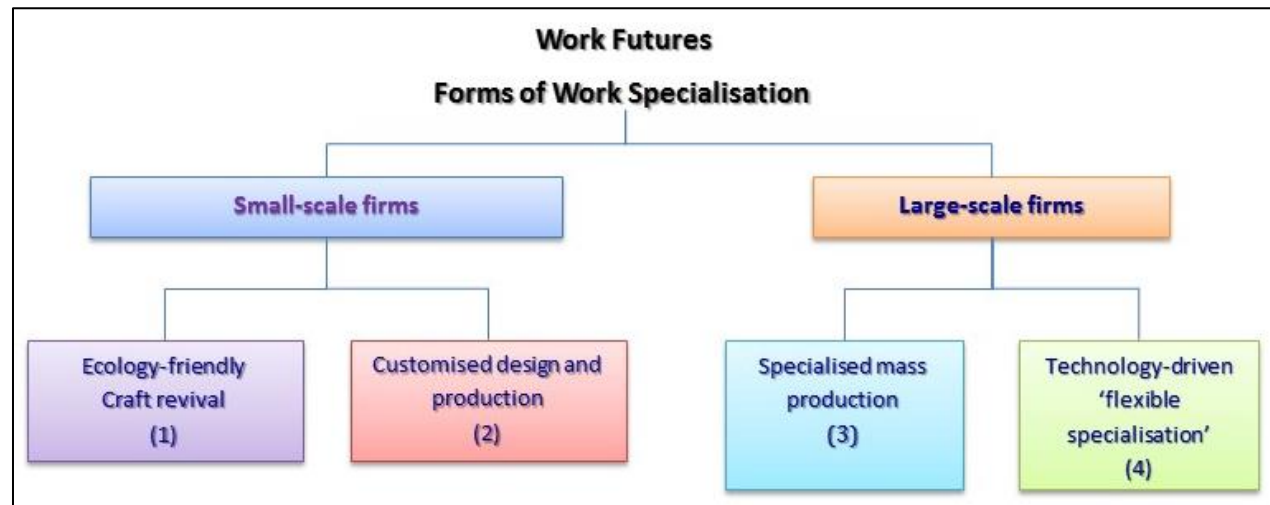 Work Futures
Forms of Work Specialisation
Small-scale firms
Large-scale firms
Ecology-friendly
Craft revival
(1)
Customised design and
production
(2)
Specialised mass
production
(3)
Technology-driven
‘flexible
specialisation’
(4)